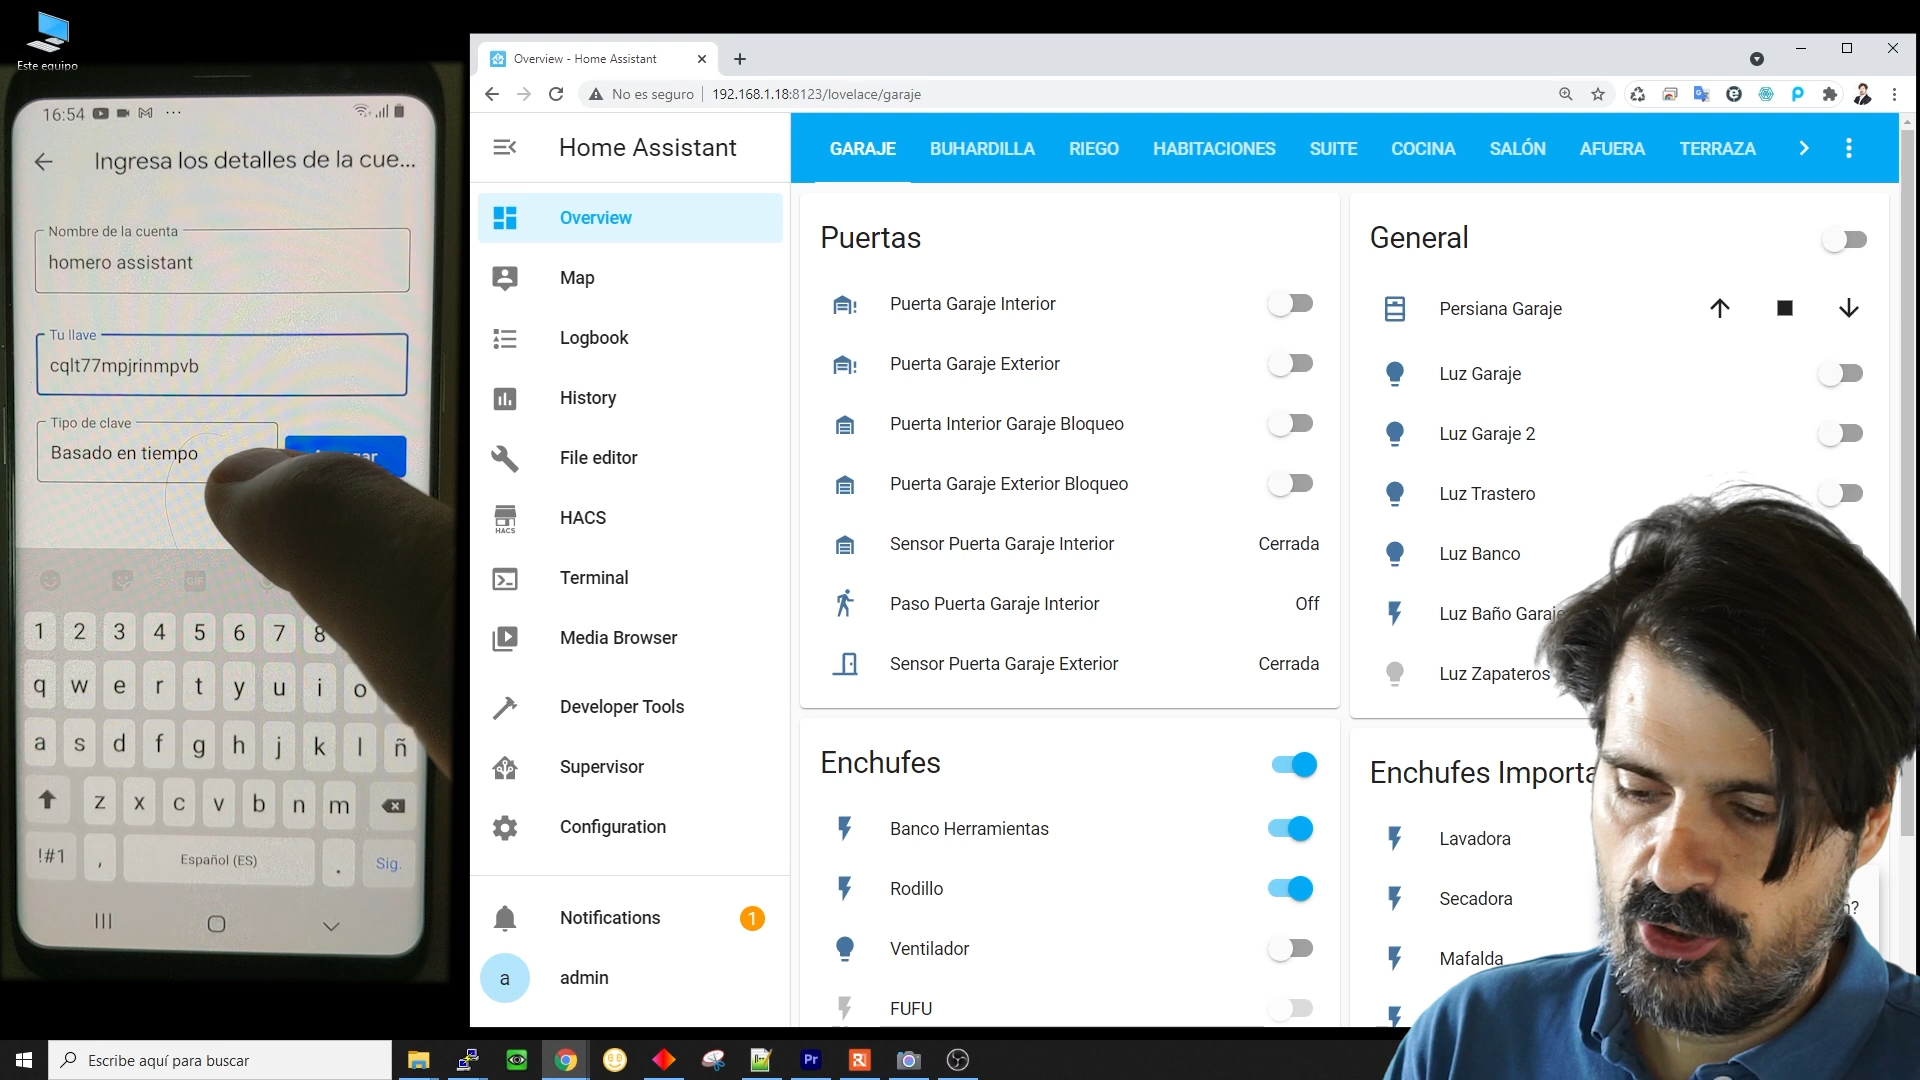 Este equipo
16:54
Ingresa los detalles de la cue...
Nombre de la cuenta
homero assistant
Tu llave
cqlt77mpjrinmpvb
Tipo de clave
Basado en tiempo
GIF
1 2 3 4 5 6 7 8
q w e r t y u i o
a s d f g h j k l ñ
z x c v b n m
!#1 , Español (ES) . Sig.
Overview - Home Assistant
No es seguro 192.168.1.18:8123/lovelace/garaje
Home Assistant
Overview
Map
Logbook
History
File editor
HACS
HACS
Terminal
Media Browser
Developer Tools
Supervisor
Configuration
Notifications 1
a admin
GARAJE BUHARDILLA RIEGO HABITACIONES SUITE COCINA SALÓN AFUERA TERRAZA
Puertas
Puerta Garaje Interior
Puerta Garaje Exterior
Puerta Interior Garaje Bloqueo
Puerta Garaje Exterior Bloqueo
Sensor Puerta Garaje Interior Cerrada
Paso Puerta Garaje Interior Off
Sensor Puerta Garaje Exterior Cerrada
Enchufes
Banco Herramientas
Rodillo
Ventilador
FUFU
General
Persiana Garaje
Luz Garaje
Luz Garaje 2
Luz Trastero
Luz Banco
Luz Baño Garaje
Luz Zapateros
Enchufes Importa
Lavadora
Secadora
Mafalda
Escribe aquí para buscar
Pr